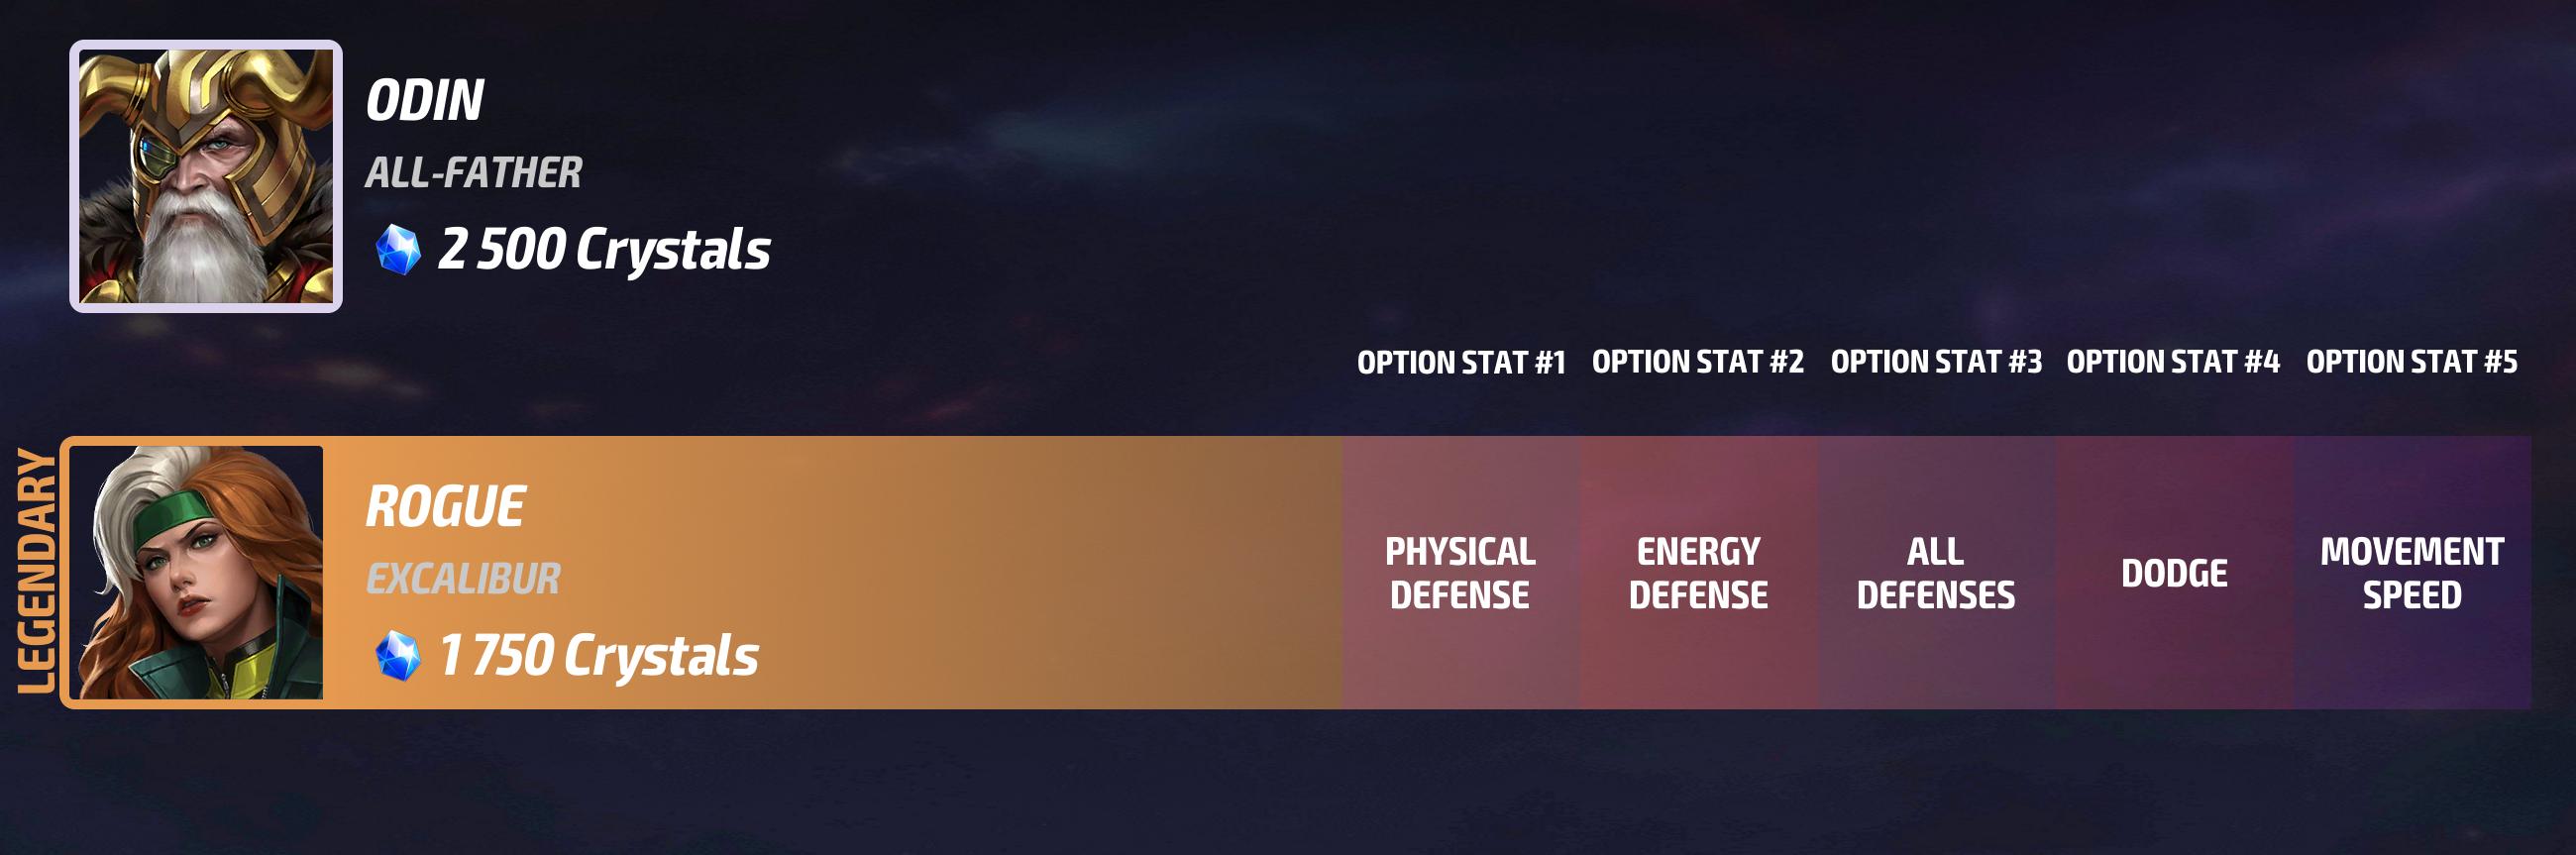 ODIN
ALL-FATHER
2 500 Crystals
OPTION STAT #1 OPTION STAT #2 OPTION STAT #3 OPTION STAT #4 OPTION STAT #5
LEGENDARY
ROGUE
EXCALIBUR
1 750 Crystals
PHYSICAL
DEFENSE
ENERGY
DEFENSE
ALL
DEFENSES
DODGE
MOVEMENT
SPEED